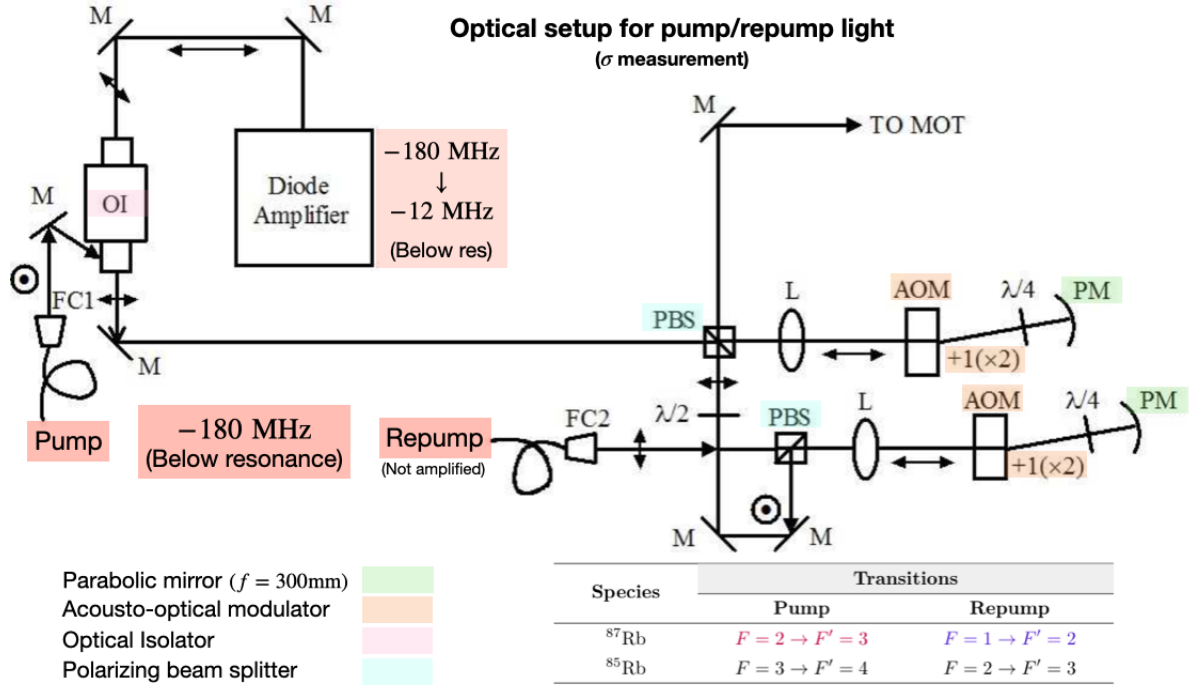 Optical setup for pump/repump light
(σ measurement)
M
M
M
TO MOT
−180 MHz
↓
−12 MHz
(Below res)
Diode
Amplifier
M
OI
FC1
M
PBS
L
AOM
λ/4
PM
+1(×2)
Pump
−180 MHz
(Below resonance)
Repump
(Not amplified)
FC2
λ/2
PBS
L
AOM
λ/4
PM
+1(×2)
M
M
Parabolic mirror (f = 300mm)
Acousto-optical modulator
Optical Isolator
Polarizing beam splitter
Species Transitions
Pump Repump
⁸⁷Rb F = 2 → F′ = 3 F = 1 → F′ = 2
⁸⁵Rb F = 3 → F′ = 4 F = 2 → F′ = 3